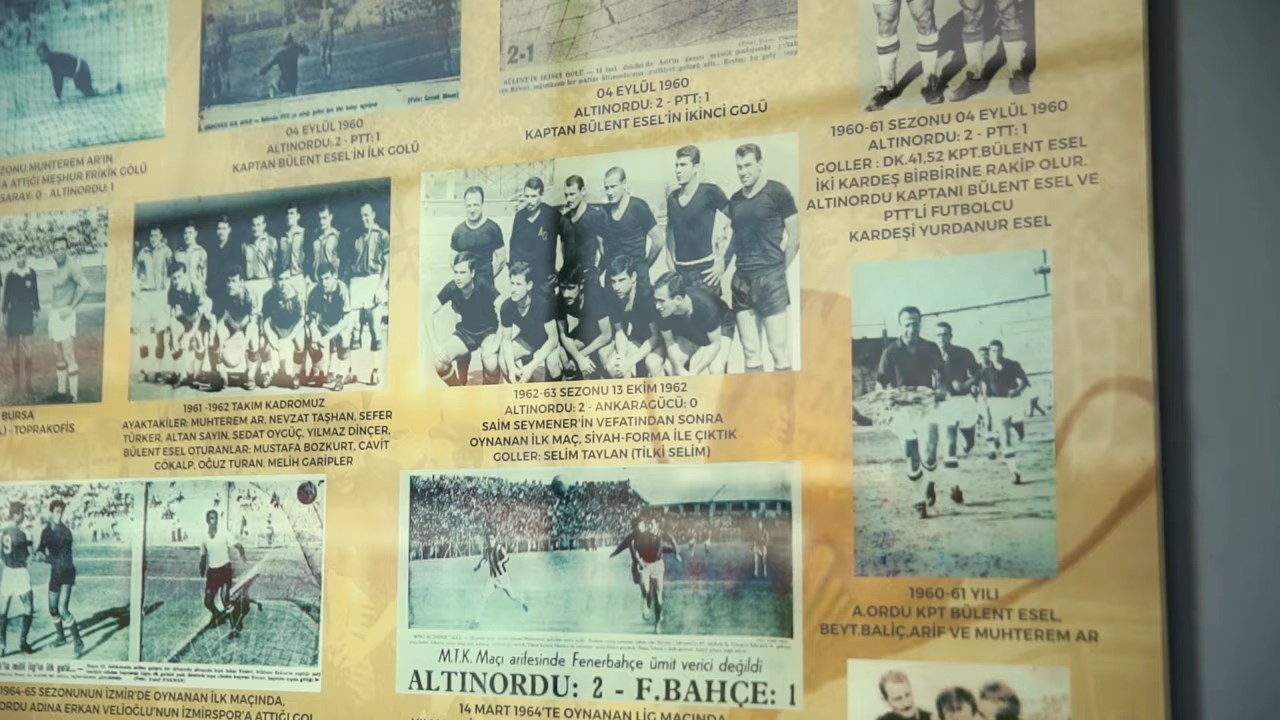 2-1
04 EYLÜL 1960
ALTINORDU: 2 - PTT: 1
KAPTAN BÜLENT ESEL'İN İLK GOLÜ
04 EYLÜL 1960
ALTINORDU: 2 - PTT: 1
KAPTAN BÜLENT ESEL'İN İKİNCİ GOLÜ
1960-61 SEZONU 04 EYLÜL 1960
ALTINORDU: 2 - PTT: 1
GOLLER : DK.41,52 KPT.BÜLENT ESEL
İKİ KARDEŞ BİRBİRİNE RAKİP OLUR.
ALTINORDU KAPTANI BÜLENT ESEL VE
PTT'Lİ FUTBOLCU
KARDEŞİ YURDANUR ESEL
ZONU MUHTEREM AR'IN
'A ATTIĞI MEŞHUR FRİKİK GOLÜ
SARAY: 0 - ALTINORDU: 1
BURSA
- TOPRAKOFİS
1961 -1962 TAKIM KADROMUZ
AYAKTAKİLER: MUHTEREM AR, NEVZAT TAŞHAN, SEFER
TÜRKER, ALTAN SAYIN, SEDAT OYGÜÇ, YILMAZ DİNÇER,
BÜLENT ESEL OTURANLAR: MUSTAFA BOZKURT, CAVİT
GÖKALP, OĞUZ TURAN, MELİH GARİPLER
1962-63 SEZONU 13 EKİM 1962
ALTINORDU: 2 - ANKARAGÜCÜ: 0
SAİM SEYMENER'İN VEFATINDAN SONRA
OYNANAN İLK MAÇ, SİYAH-FORMA İLE ÇIKTIK
GOLLER: SELİM TAYLAN (TİLKİ SELİM)
1960-61 YILI
A.ORDU KPT BÜLENT ESEL,
BEYT.BALİÇ.ARİF VE MUHTEREM AR
1964-65 SEZONUNUN İZMİR'DE OYNANAN İLK MAÇINDA,
ORDU ADINA ERKAN VELİOĞLU'NUN İZMİRSPOR'A ATTIĞI GOL
M.T.K. Maçı arifesinde Fenerbahçe ümit verici değildi
ALTINORDU: 2 - F.BAHÇE: 1
14 MART 1964'TE OYNANAN LİG MAÇINDA